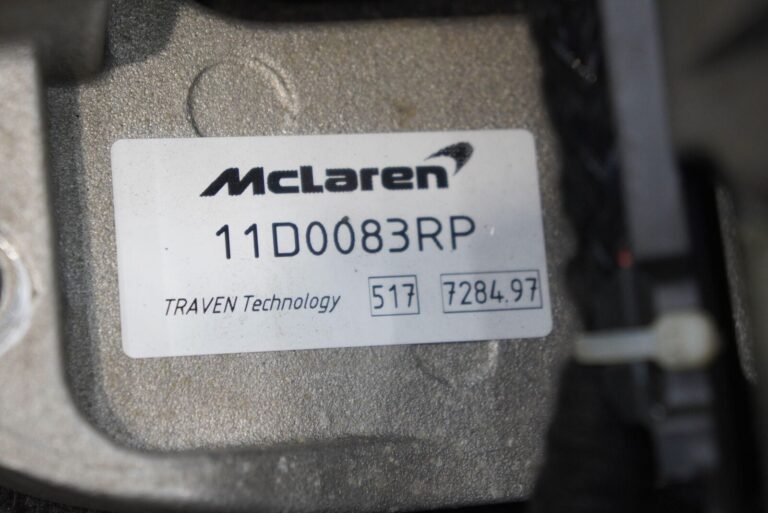 McLaren
11D0083RP
TRAVEN Technology 517 7284.97